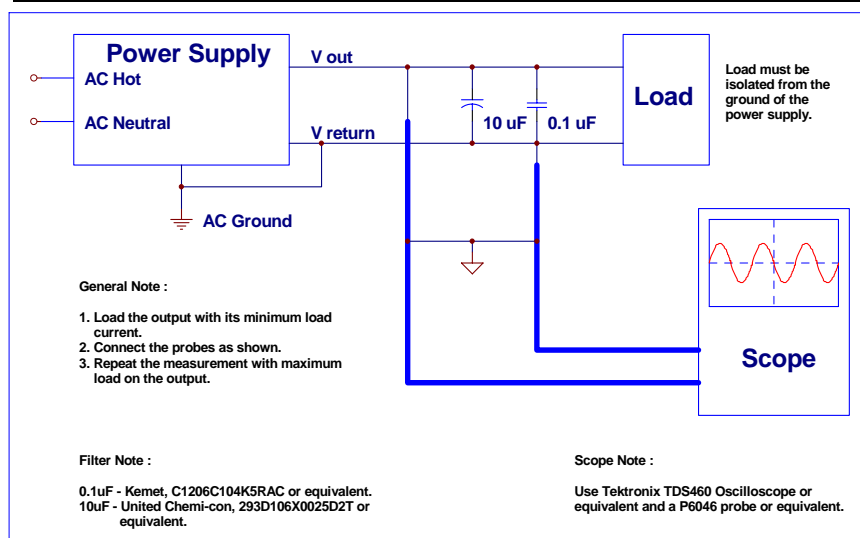 Power Supply
AC Hot
AC Neutral
V out
V return
AC Ground
10 uF
0.1 uF
Load
Load must be
isolated from the
ground of the
power supply.
Scope
General Note :
1. Load the output with its minimum load
current.
2. Connect the probes as shown.
3. Repeat the measurement with maximum
load on the output.
Filter Note :
0.1uF - Kemet, C1206C104K5RAC or equivalent.
10uF - United Chemi-con, 293D106X0025D2T or
equivalent.
Scope Note :
Use Tektronix TDS460 Oscilloscope or
equivalent and a P6046 probe or equivalent.